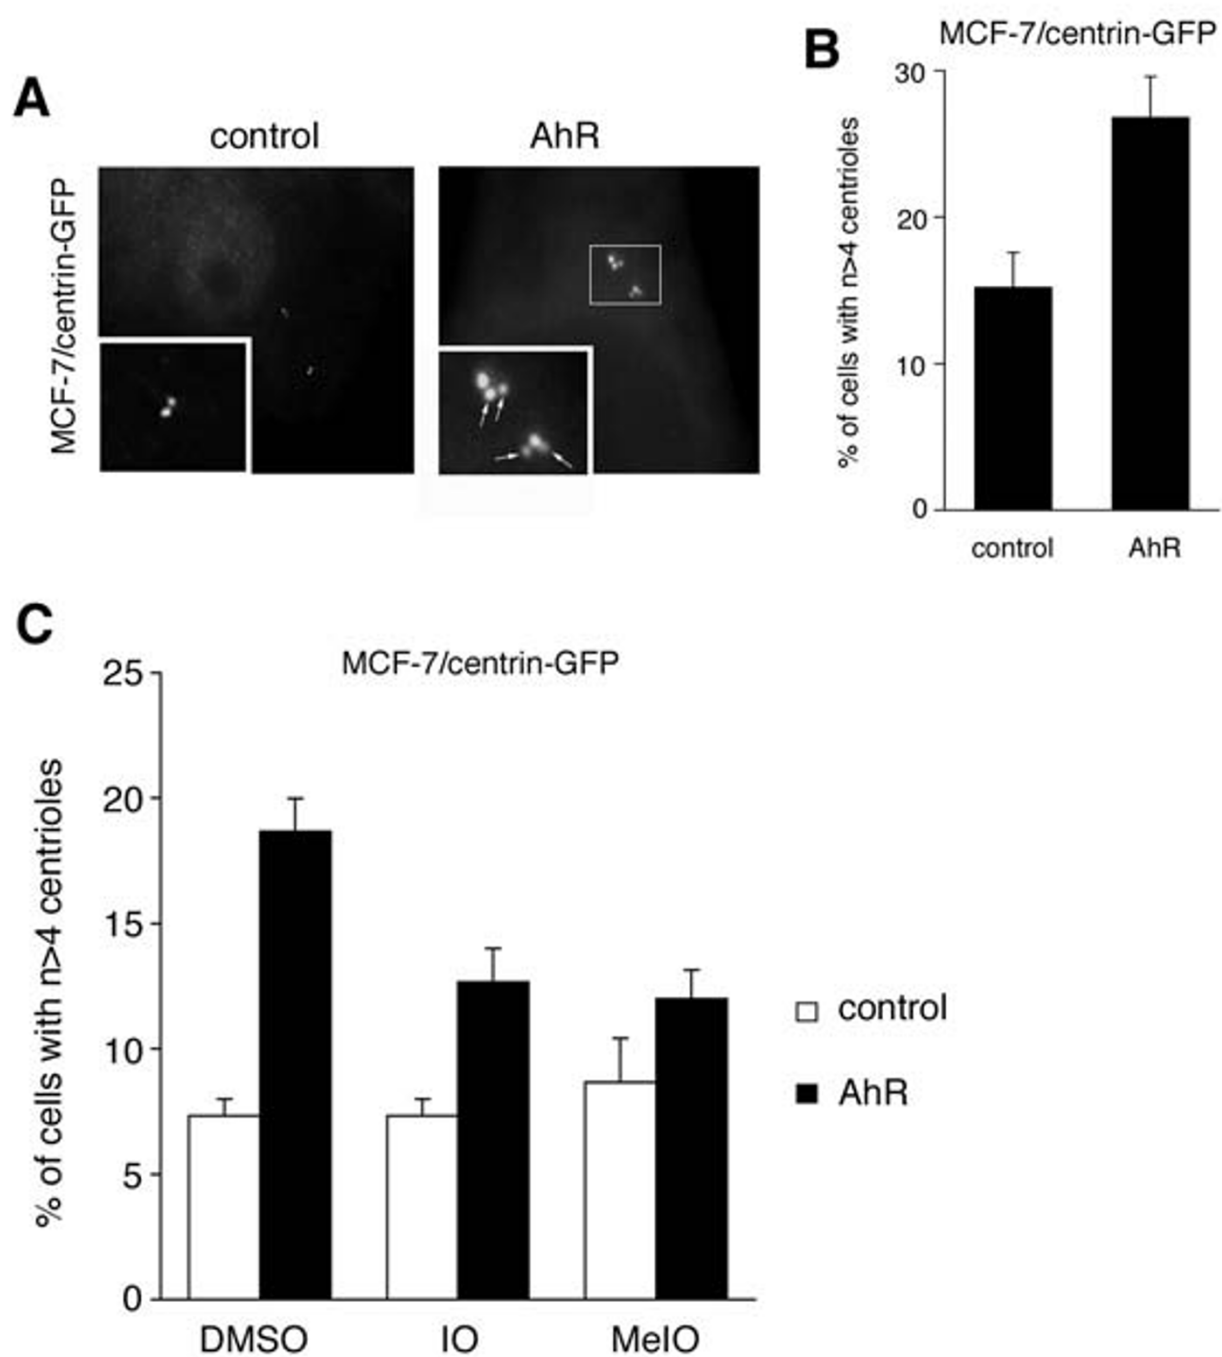 A
control
AhR
MCF-7/centrin-GFP
B
MCF-7/centrin-GFP
% of cells with n>4 centrioles
30
20
10
0
control
AhR
C
MCF-7/centrin-GFP
% of cells with n>4 centrioles
25
20
15
10
5
0
DMSO
IO
MeIO
control
AhR